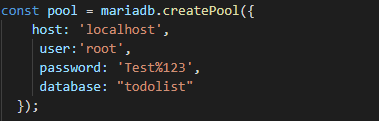 const pool = mariadb.createPool({
host: 'localhost',
user:'root',
password: 'Test%123',
database: "todolist"
});